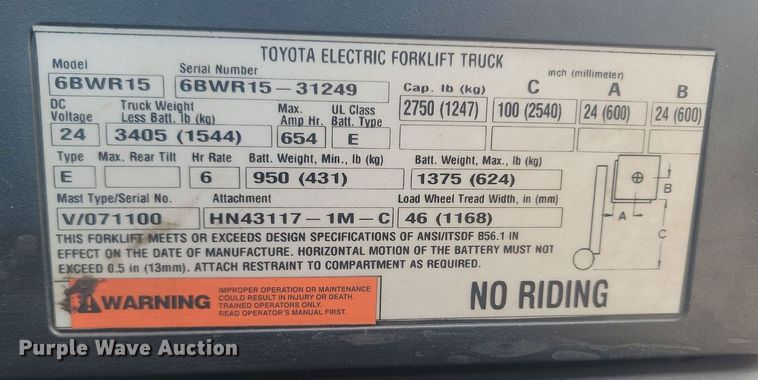 TOYOTA ELECTRIC FORKLIFT TRUCK
Model Serial Number inch (millimeter)
6BWR15 6BWR15-31249 Cap. lb (kg) C A B
DC Voltage Truck Weight Less Batt. lb (kg) Max. Amp Hr. UL Class Batt. Type 2750 (1247) 100 (2540) 24 (600) 24 (600)
24 3405 (1544) 654 E
Type Max. Rear Tilt Hr Rate Batt. Weight, Min., lb (kg) Batt. Weight, Max., lb (kg)
E 6 950 (431) 1375 (624)
Mast Type/Serial No. Attachment Load Wheel Tread Width, in (mm)
V/071100 HN43117-1M-C 46 (1168)
B
A
C
THIS FORKLIFT MEETS OR EXCEEDS DESIGN SPECIFICATIONS OF ANSI/ITSDF B56.1 IN
EFFECT ON THE DATE OF MANUFACTURE. HORIZONTAL MOTION OF THE BATTERY MUST NOT
EXCEED 0.5 in (13mm). ATTACH RESTRAINT TO COMPARTMENT AS REQUIRED.
WARNING
IMPROPER OPERATION OR MAINTENANCE
COULD RESULT IN INJURY OR DEATH.
TRAINED OPERATORS ONLY.
READ OPERATOR'S MANUAL FIRST.
NO RIDING
Purple Wave Auction